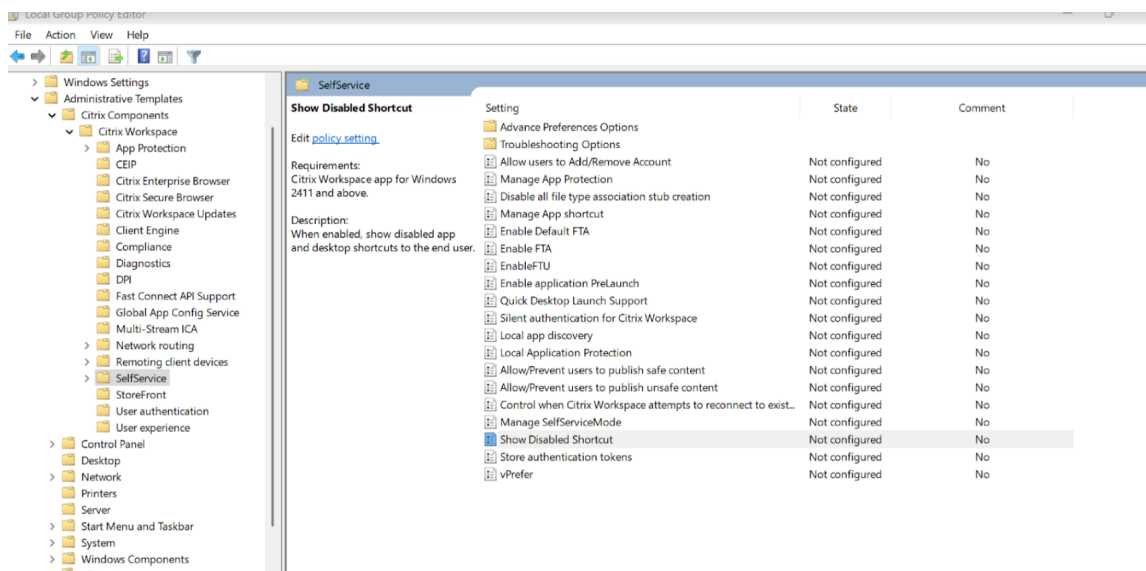 Local Group Policy Editor
File Action View Help
Windows Settings
Administrative Templates
Citrix Components
Citrix Workspace
App Protection
CEIP
Citrix Enterprise Browser
Citrix Secure Browser
Citrix Workspace Updates
Client Engine
Compliance
Diagnostics
DPI
Fast Connect API Support
Global App Config Service
Multi-Stream ICA
Network routing
Remoting client devices
SelfService
StoreFront
User authentication
User experience
Control Panel
Desktop
Network
Printers
Server
Start Menu and Taskbar
System
Windows Components
SelfService
Show Disabled Shortcut
Edit policy setting
Requirements:
Citrix Workspace app for Windows
2411 and above.
Description:
When enabled, show disabled app
and desktop shortcuts to the end user.
Setting State Comment
Advance Preferences Options
Troubleshooting Options
Allow users to Add/Remove Account Not configured No
Manage App Protection Not configured No
Disable all file type association stub creation Not configured No
Manage App shortcut Not configured No
Enable Default FTA Not configured No
Enable FTA Not configured No
EnableFTU Not configured No
Enable application PreLaunch Not configured No
Quick Desktop Launch Support Not configured No
Silent authentication for Citrix Workspace Not configured No
Local app discovery Not configured No
Local Application Protection Not configured No
Allow/Prevent users to publish safe content Not configured No
Allow/Prevent users to publish unsafe content Not configured No
Control when Citrix Workspace attempts to reconnect to exist... Not configured No
Manage SelfServiceMode Not configured No
Show Disabled Shortcut Not configured No
Store authentication tokens Not configured No
vPrefer Not configured No